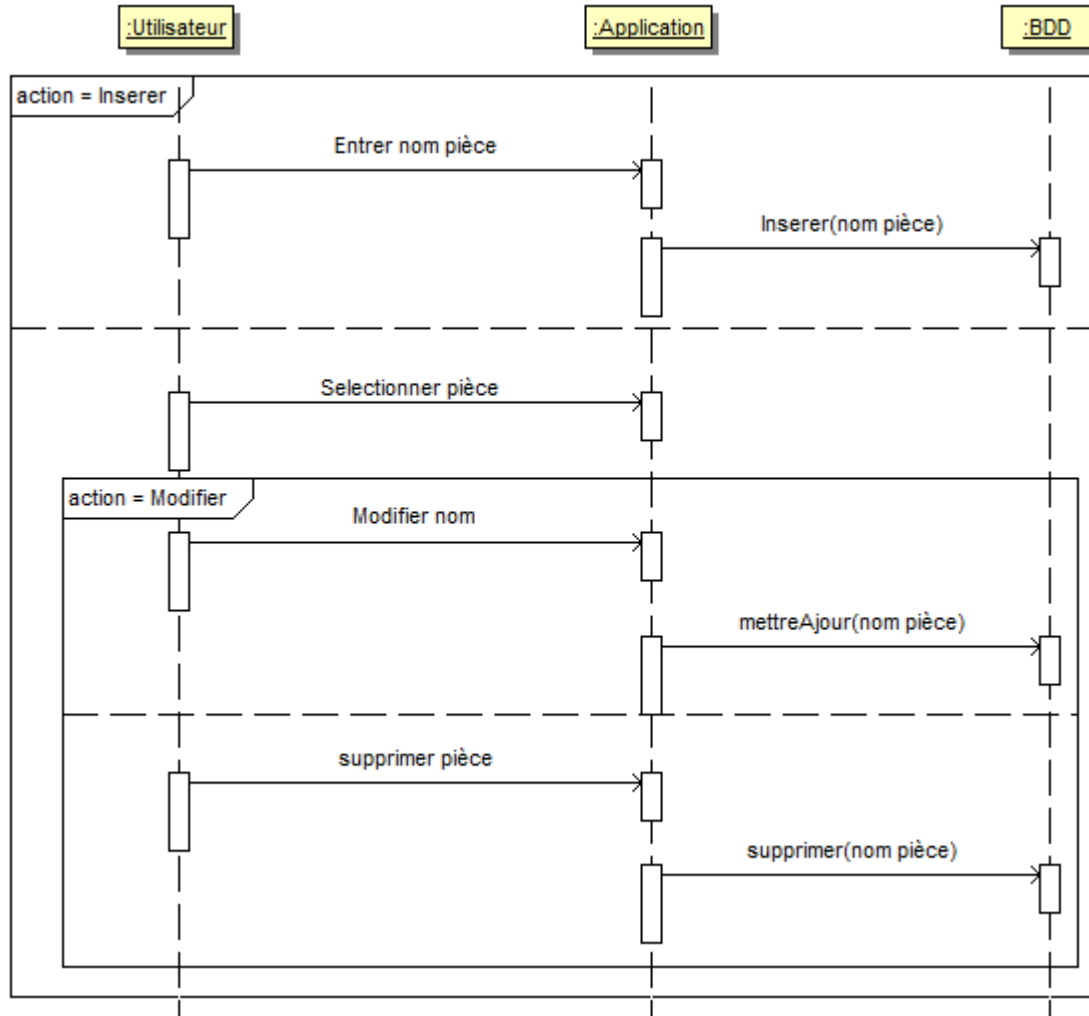 :Utilisateur
:Application
:BDD
action = Inserer
Entrer nom pièce
Inserer(nom pièce)
Selectionner pièce
action = Modifier
Modifier nom
mettreAjour(nom pièce)
supprimer pièce
supprimer(nom pièce)